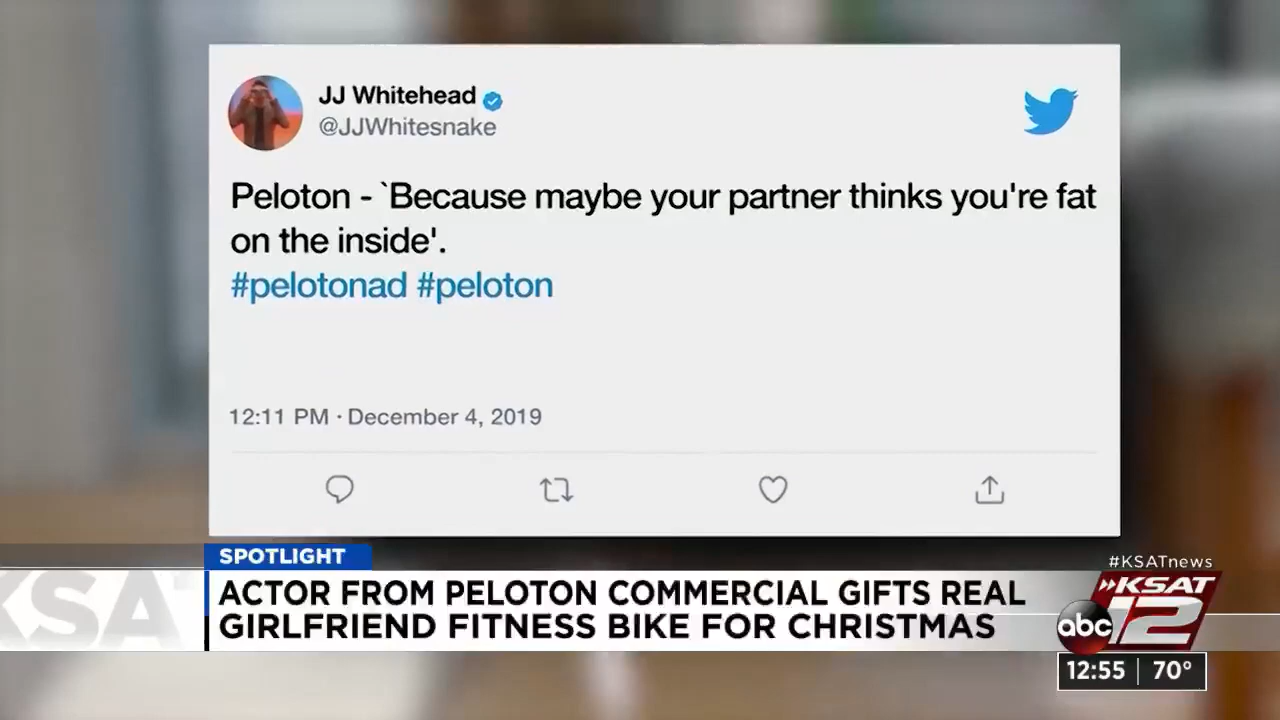 JJ Whitehead
@JJWhitesnake
Peloton - `Because maybe your partner thinks you're fat
on the inside'.
#pelotonad #peloton
12:11 PM · December 4, 2019
SPOTLIGHT
#KSATnews
ACTOR FROM PELOTON COMMERCIAL GIFTS REAL
GIRLFRIEND FITNESS BIKE FOR CHRISTMAS
KSA
»KSAT
abc 12
12:55 | 70°